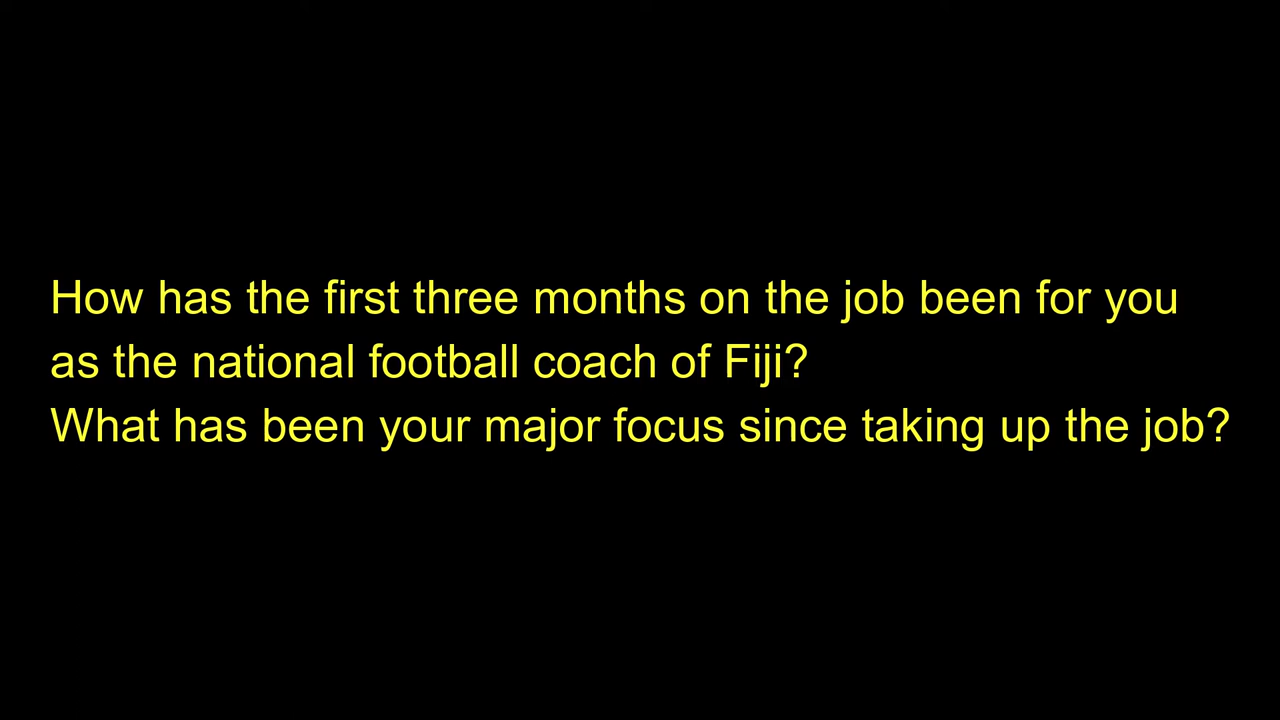 How has the first three months on the job been for you
as the national football coach of Fiji?
What has been your major focus since taking up the job?